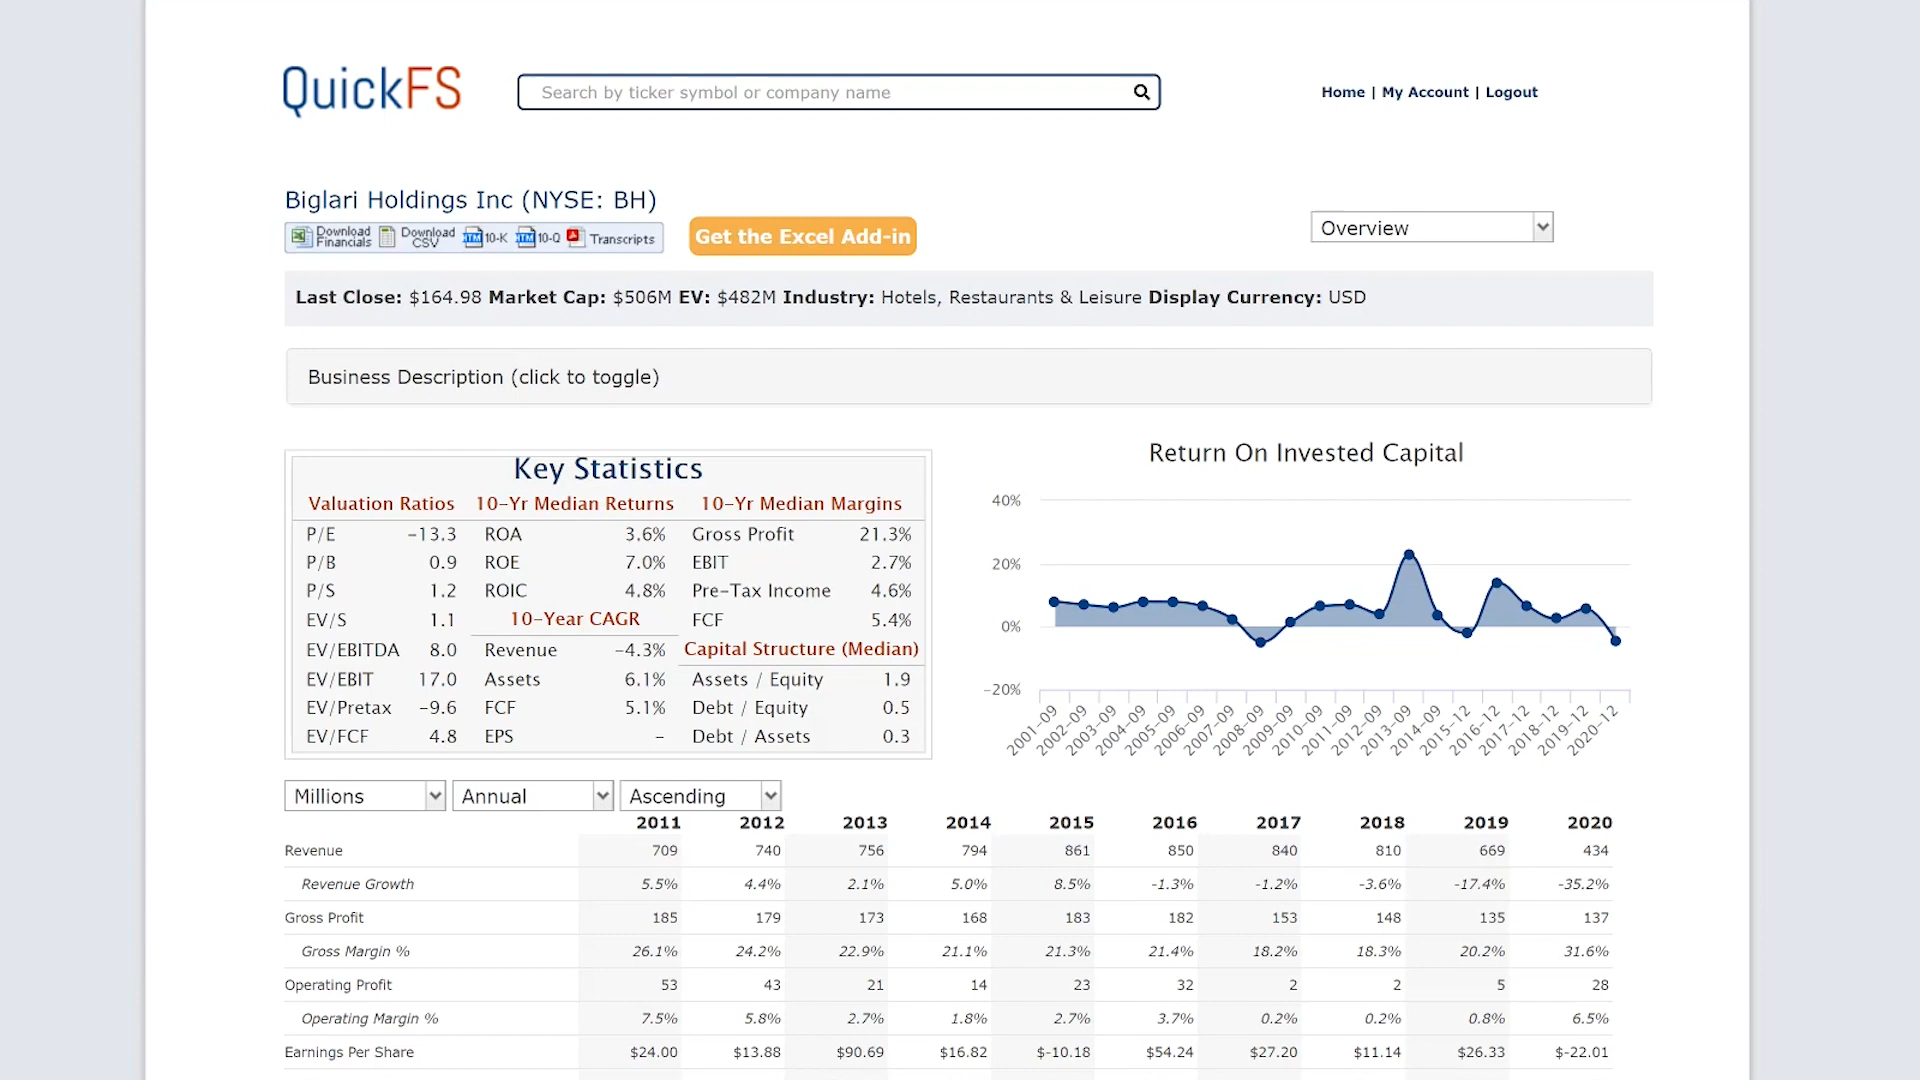 QuickFS
Search by ticker symbol or company name
Home | My Account | Logout
Biglari Holdings Inc (NYSE: BH)
Download Financials Download CSV 10-K 10-Q Transcripts
Get the Excel Add-in
Overview
Last Close: $164.98 Market Cap: $506M EV: $482M Industry: Hotels, Restaurants & Leisure Display Currency: USD
Business Description (click to toggle)
Key Statistics
Valuation Ratios 10-Yr Median Returns 10-Yr Median Margins
P/E -13.3 ROA 3.6% Gross Profit 21.3%
P/B 0.9 ROE 7.0% EBIT 2.7%
P/S 1.2 ROIC 4.8% Pre-Tax Income 4.6%
EV/S 1.1 10-Year CAGR FCF 5.4%
EV/EBITDA 8.0 Revenue -4.3% Capital Structure (Median)
EV/EBIT 17.0 Assets 6.1% Assets / Equity 1.9
EV/Pretax -9.6 FCF 5.1% Debt / Equity 0.5
EV/FCF 4.8 EPS - Debt / Assets 0.3
Return On Invested Capital
40%
20%
0%
-20%
2001-09 2002-09 2003-09 2004-09 2005-09 2006-09 2007-09 2008-09 2009-09 2010-09 2011-09 2012-09 2013-09 2014-09 2015-12 2016-12 2017-12 2018-12 2019-12 2020-12
Millions Annual Ascending
2011 2012 2013 2014 2015 2016 2017 2018 2019 2020
Revenue 709 740 756 794 861 850 840 810 669 434
Revenue Growth 5.5% 4.4% 2.1% 5.0% 8.5% -1.3% -1.2% -3.6% -17.4% -35.2%
Gross Profit 185 179 173 168 183 182 153 148 135 137
Gross Margin % 26.1% 24.2% 22.9% 21.1% 21.3% 21.4% 18.2% 18.3% 20.2% 31.6%
Operating Profit 53 43 21 14 23 32 2 2 5 28
Operating Margin % 7.5% 5.8% 2.7% 1.8% 2.7% 3.7% 0.2% 0.2% 0.8% 6.5%
Earnings Per Share $24.00 $13.88 $90.69 $16.82 $-10.18 $54.24 $27.20 $11.14 $26.33 $-22.01